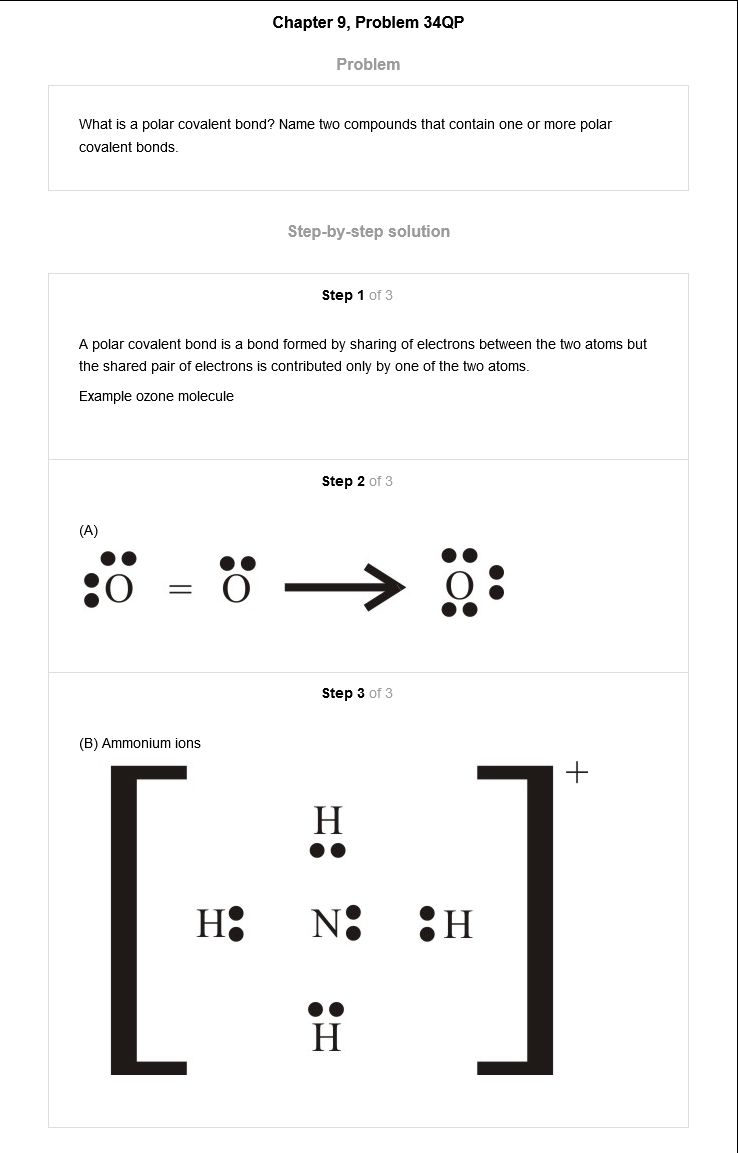 Chapter 9, Problem 34QP
Problem
What is a polar covalent bond? Name two compounds that contain one or more polar
covalent bonds.
Step-by-step solution
Step 1 of 3
A polar covalent bond is a bond formed by sharing of electrons between the two atoms but
the shared pair of electrons is contributed only by one of the two atoms.
Example ozone molecule
Step 2 of 3
(A)
:O = O → O :
Step 3 of 3
(B) Ammonium ions
+
H
H: N: :H
H